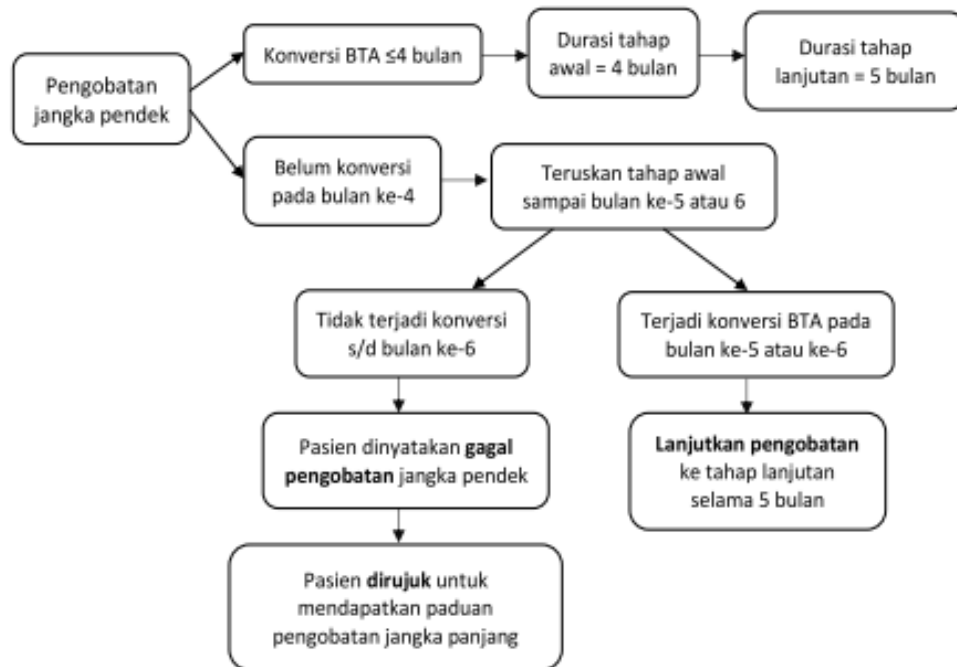 Pengobatan
jangka pendek
Konversi BTA ≤4 bulan
Durasi tahap
awal = 4 bulan
Durasi tahap
lanjutan = 5 bulan
Belum konversi
pada bulan ke-4
Teruskan tahap awal
sampai bulan ke-5 atau 6
Tidak terjadi konversi
s/d bulan ke-6
Terjadi konversi BTA pada
bulan ke-5 atau ke-6
Pasien dinyatakan gagal
pengobatan jangka pendek
Lanjutkan pengobatan
ke tahap lanjutan
selama 5 bulan
Pasien dirujuk untuk
mendapatkan paduan
pengobatan jangka panjang